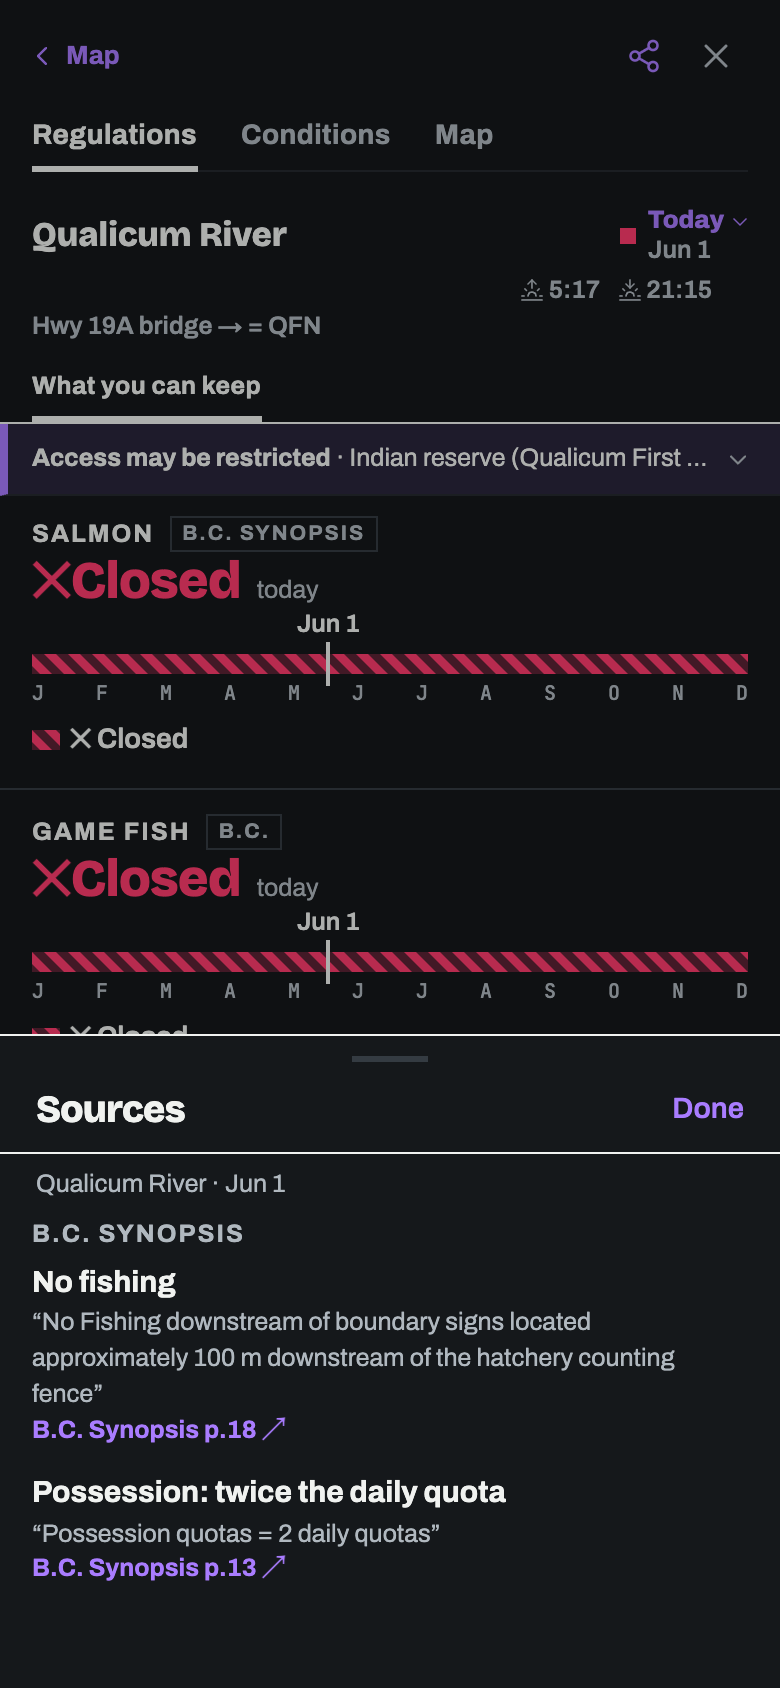 Map
Regulations Conditions Map
Qualicum River
Today
Jun 1
5:17 21:15
Hwy 19A bridge → = QFN
What you can keep
Access may be restricted · Indian reserve (Qualicum First ...
SALMON B.C. SYNOPSIS
Closed today
Jun 1
J F M A M J J A S O N D
Closed
GAME FISH B.C.
Closed today
Jun 1
J F M A M J J A S O N D
Closed
Sources
Done
Qualicum River · Jun 1
B.C. SYNOPSIS
No fishing
“No Fishing downstream of boundary signs located
approximately 100 m downstream of the hatchery counting
fence”
B.C. Synopsis p.18
Possession: twice the daily quota
“Possession quotas = 2 daily quotas”
B.C. Synopsis p.13